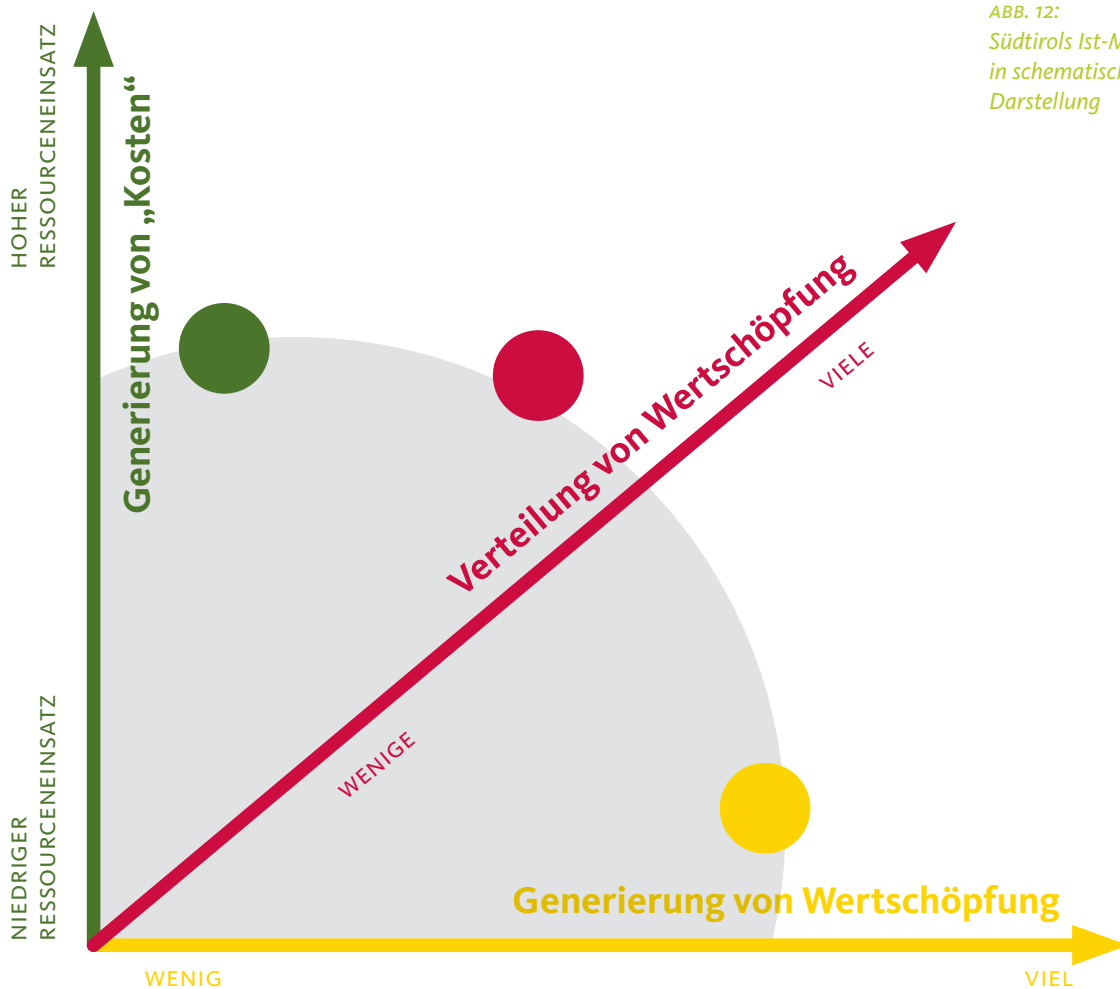 ABB. 12:
Südtirols Ist-M
in schematisch
Darstellung
HOHER
RESSOURCENEINSATZ
Generierung von „Kosten“
Verteilung von Wertschöpfung
VIELE
WENIGE
NIEDRIGER
RESSOURCENEINSATZ
Generierung von Wertschöpfung
WENIG
VIEL